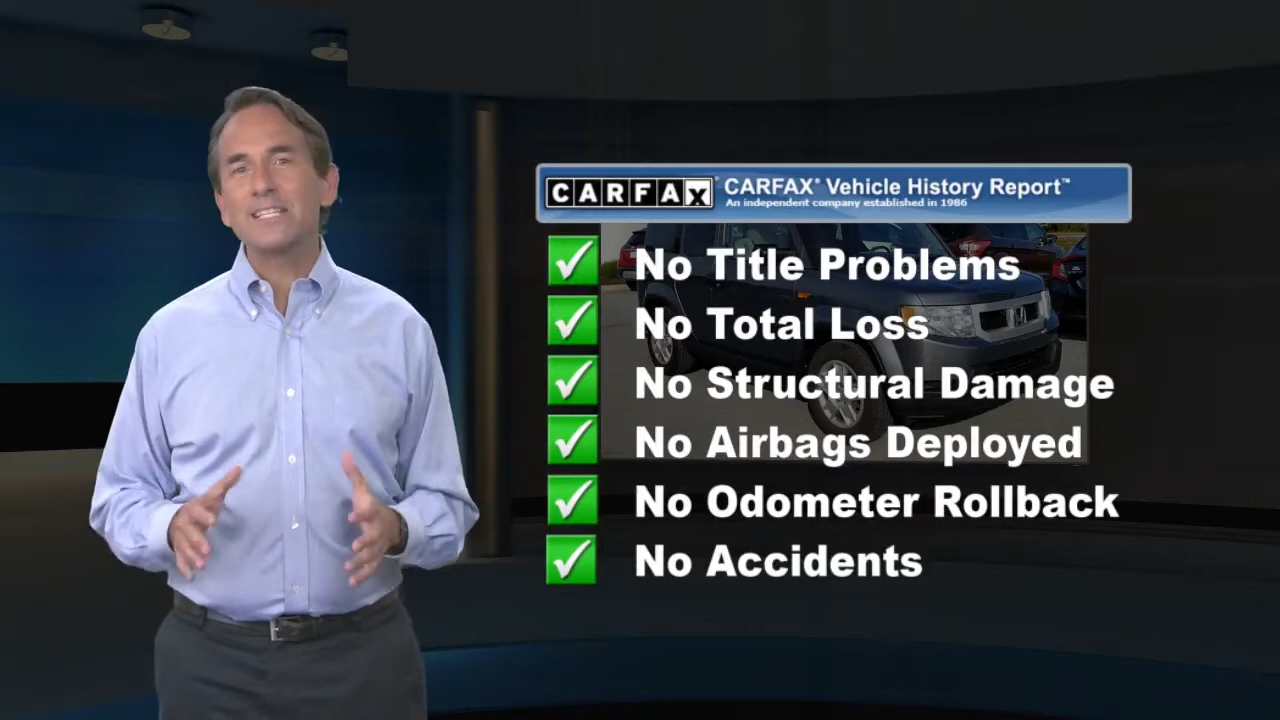 CARFAX® CARFAX® Vehicle History Report™
An independent company established in 1986
No Title Problems
No Total Loss
No Structural Damage
No Airbags Deployed
No Odometer Rollback
No Accidents